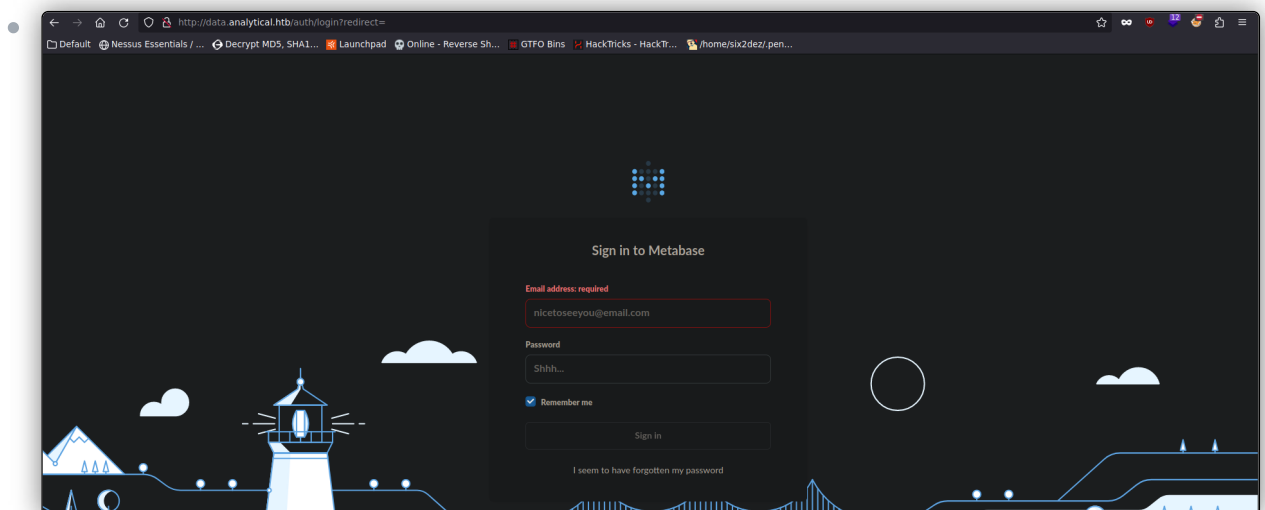 http://data.analytical.htb/auth/login?redirect=
12
Default Nessus Essentials / ... Decrypt MD5, SHA1... Launchpad Online - Reverse Sh... GTFO Bins HackTricks - HackTr... /home/six2dez/.pen...
Sign in to Metabase
Email address: required
nicetoseeyou@email.com
Password
Shhh...
Remember me
Sign in
I seem to have forgotten my password